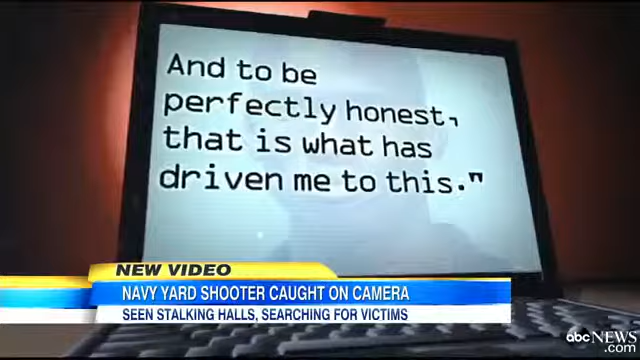 And to be
perfectly honest,
that is what has
driven me to this."
NEW VIDEO
NAVY YARD SHOOTER CAUGHT ON CAMERA
SEEN STALKING HALLS, SEARCHING FOR VICTIMS
abcNEWS
.com